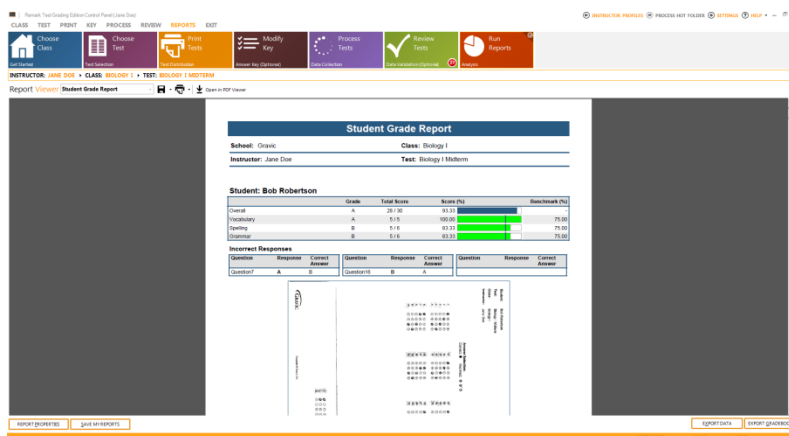 Remark Test Grading Edition Control Panel (Jane Doe)
INSTRUCTOR PROFILES PROCESS HOT FOLDER SETTINGS HELP
CLASS TEST PRINT KEY PROCESS REVIEW REPORTS EXIT
Choose Class
Get Started
Choose Test
Test Selection
Print Tests
Test Distribution
Modify Key
Answer Key (Optional)
Process Tests
Data Collection
Review Tests
Data Validation (Optional)
Run Reports
Analysis
INSTRUCTOR: JANE DOE CLASS: BIOLOGY I TEST: BIOLOGY I MIDTERM
Report Viewer Student Grade Report Open in PDF Viewer
Student Grade Report
School: Gravic Class: Biology I
Instructor: Jane Doe Test: Biology I Midterm
Student: Bob Robertson
Grade Total Score Score (%) Benchmark (%)
Overall A 28 / 30 93.33 -
Vocabulary A 5 / 5 100.00 75.00
Spelling B 5 / 6 83.33 75.00
Grammar B 5 / 6 83.33 75.00
Incorrect Responses
Question Response Correct Answer Question Response Correct Answer Question Response Correct Answer
Question7 A B Question16 B A
GRAVIC
REPORT PROPERTIES SAVE MY REPORTS EXPORT DATA EXPORT GRADEBOO